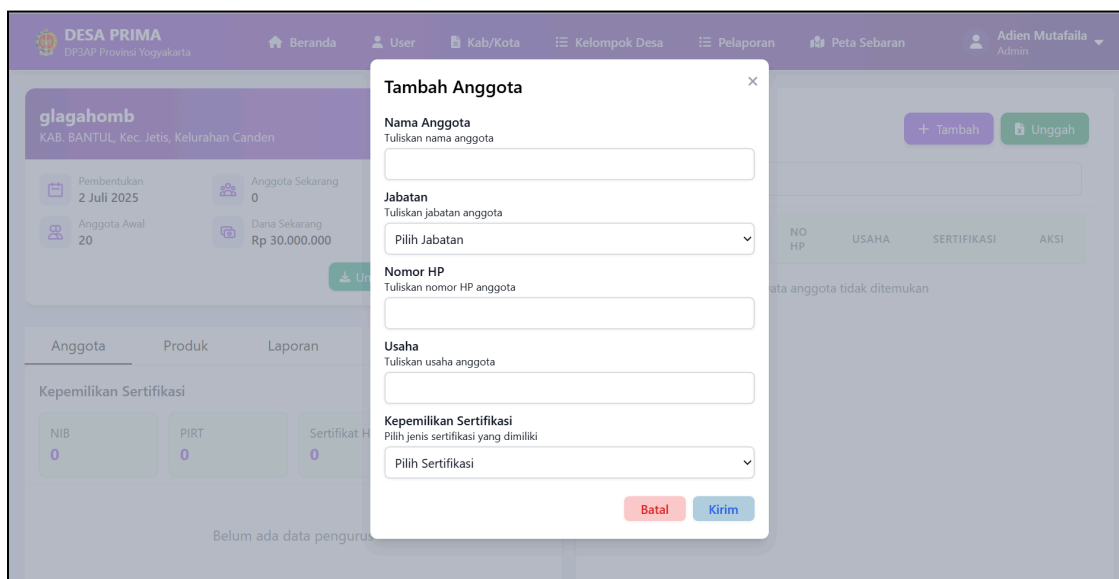 DESA PRIMA
DP3AP Provinsi Yogyakarta
Beranda
User
Kab/Kota
Kelompok Desa
Pelaporan
Peta Sebaran
Adien Mutafaila
Admin
glagahomb
KAB. BANTUL, Kec. Jetis, Kelurahan Canden
Pembentukan
2 Juli 2025
Anggota Sekarang
0
Anggota Awal
20
Dana Sekarang
Rp 30.000.000
Anggota
Produk
Laporan
Kepemilikan Sertifikasi
NIB
0
PIRT
0
Sertifikat
0
Belum ada data pengurus
Tambah Anggota
Nama Anggota
Tuliskan nama anggota
Jabatan
Tuliskan jabatan anggota
Pilih Jabatan
Nomor HP
Tuliskan nomor HP anggota
Usaha
Tuliskan usaha anggota
Kepemilikan Sertifikasi
Pilih jenis sertifikasi yang dimiliki
Pilih Sertifikasi
Batal
Kirim
+ Tambah
Unggah
NO
HP
USAHA
SERTIFIKASI
AKSI
anggota tidak ditemukan